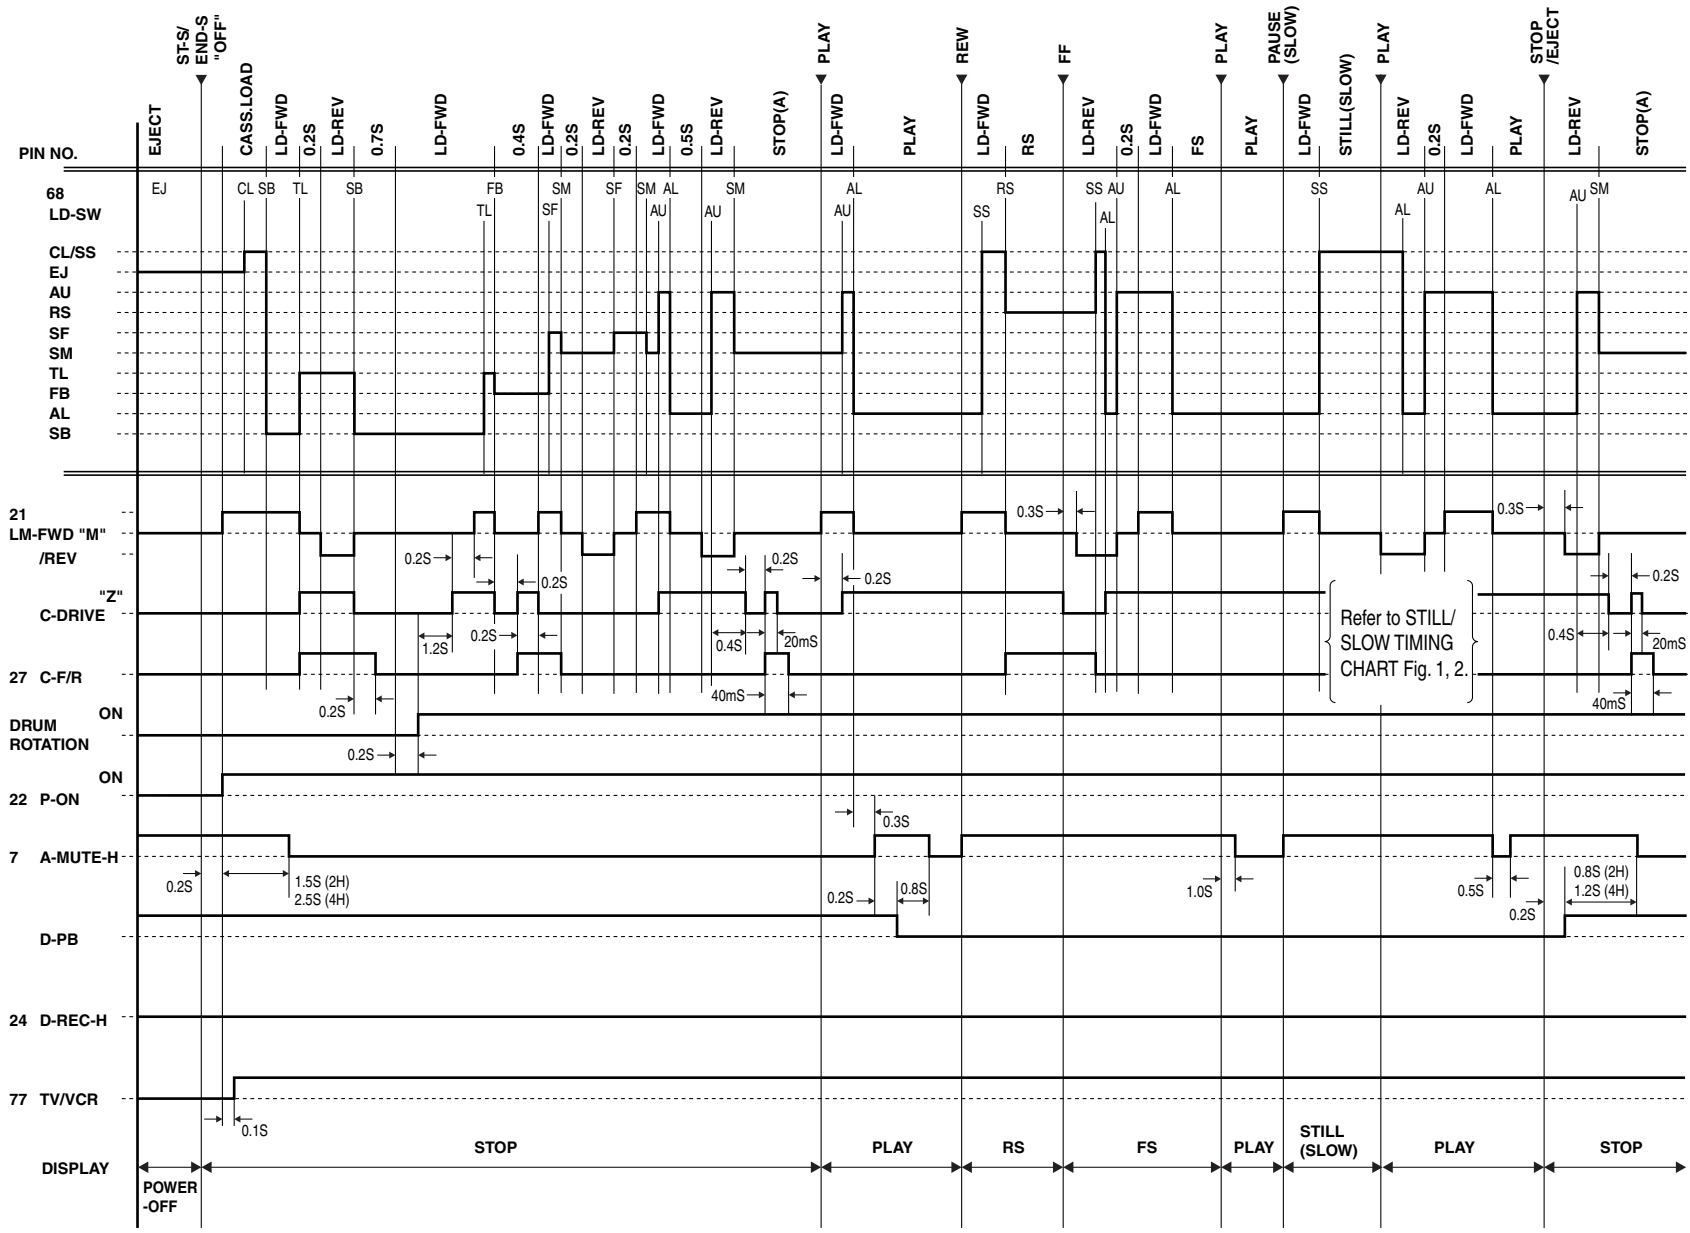 ST-S/
END-S
"OFF"
PLAY
REW
FF
PLAY
PAUSE
(SLOW)
PLAY
STOP
/EJECT
PIN NO.
EJECT
CASS.LOAD
LD-FWD
0.2S
LD-REV
0.7S
LD-FWD
0.4S
LD-FWD
0.2S
LD-REV
0.2S
LD-FWD
0.5S
LD-REV
STOP(A)
LD-FWD
PLAY
LD-FWD
RS
LD-REV
0.2S
LD-FWD
FS
PLAY
LD-FWD
STILL(SLOW)
LD-REV
0.2S
LD-FWD
PLAY
LD-REV
STOP(A)
68
LD-SW
EJ CL SB TL SB FB SM SF SM AL SM AL RS SS AU AL SS AU AL AU SM
TL SF AU AU AU SS AL AL
CL/SS
EJ
AU
RS
SF
SM
TL
FB
AL
SB
21
LM-FWD "M"
/REV
0.3S
0.3S
0.2S
0.2S
0.2S
0.2S
0.2S
"Z"
C-DRIVE
1.2S
0.2S
0.4S
20mS
0.4S
20mS
Refer to STILL/
SLOW TIMING
CHART Fig. 1, 2.
27 C-F/R
0.2S
40mS
40mS
ON
DRUM
ROTATION
0.2S
ON
22 P-ON
0.3S
7 A-MUTE-H
0.2S
1.5S (2H)
2.5S (4H)
0.2S
0.8S
1.0S
0.5S
0.2S
0.8S (2H)
1.2S (4H)
D-PB
24 D-REC-H
77 TV/VCR
0.1S
DISPLAY
POWER
-OFF
STOP
PLAY
RS
FS
PLAY
STILL
(SLOW)
PLAY
STOP